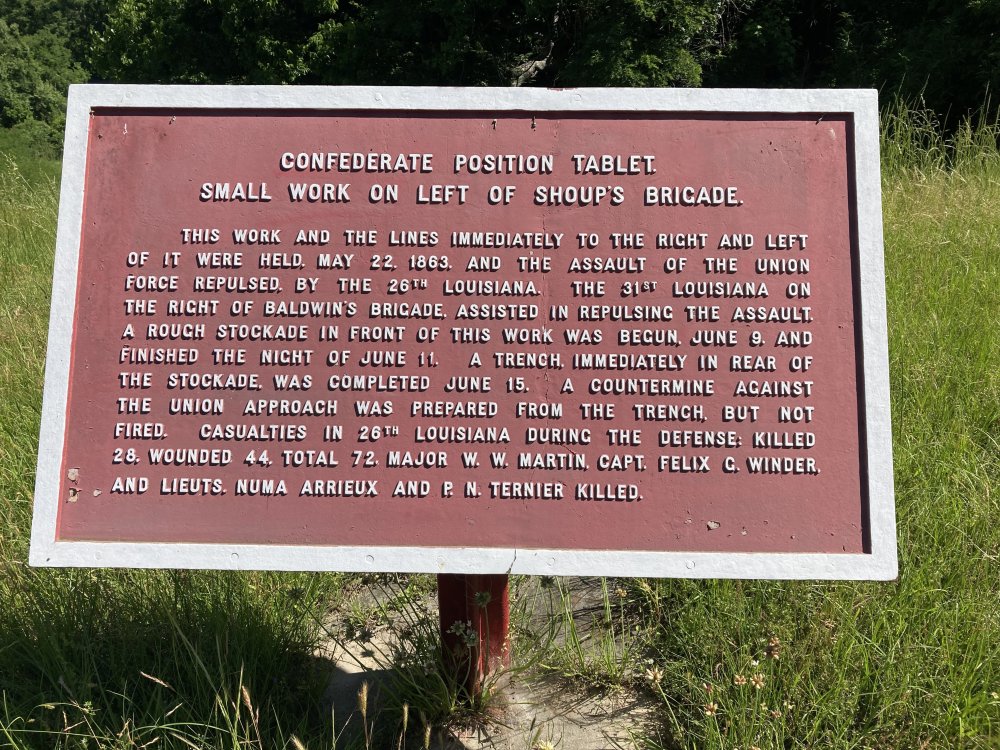 CONFEDERATE POSITION TABLET.
SMALL WORK ON LEFT OF SHOUP'S BRIGADE.
THIS WORK AND THE LINES IMMEDIATELY TO THE RIGHT AND LEFT
OF IT WERE HELD, MAY 22, 1863, AND THE ASSAULT OF THE UNION
FORCE REPULSED, BY THE 26TH LOUISIANA. THE 31ST LOUISIANA ON
THE RIGHT OF BALDWIN'S BRIGADE, ASSISTED IN REPULSING THE ASSAULT.
A ROUGH STOCKADE IN FRONT OF THIS WORK WAS BEGUN, JUNE 9, AND
FINISHED THE NIGHT OF JUNE 11. A TRENCH, IMMEDIATELY IN REAR OF
THE STOCKADE, WAS COMPLETED JUNE 15. A COUNTERMINE AGAINST
THE UNION APPROACH WAS PREPARED FROM THE TRENCH, BUT NOT
FIRED. CASUALTIES IN 26TH LOUISIANA DURING THE DEFENSE: KILLED
28, WOUNDED 44, TOTAL 72, MAJOR W. W. MARTIN, CAPT. FELIX G. WINDER,
AND LIEUTS. NUMA ARRIEUX AND P. N. TERNIER KILLED.